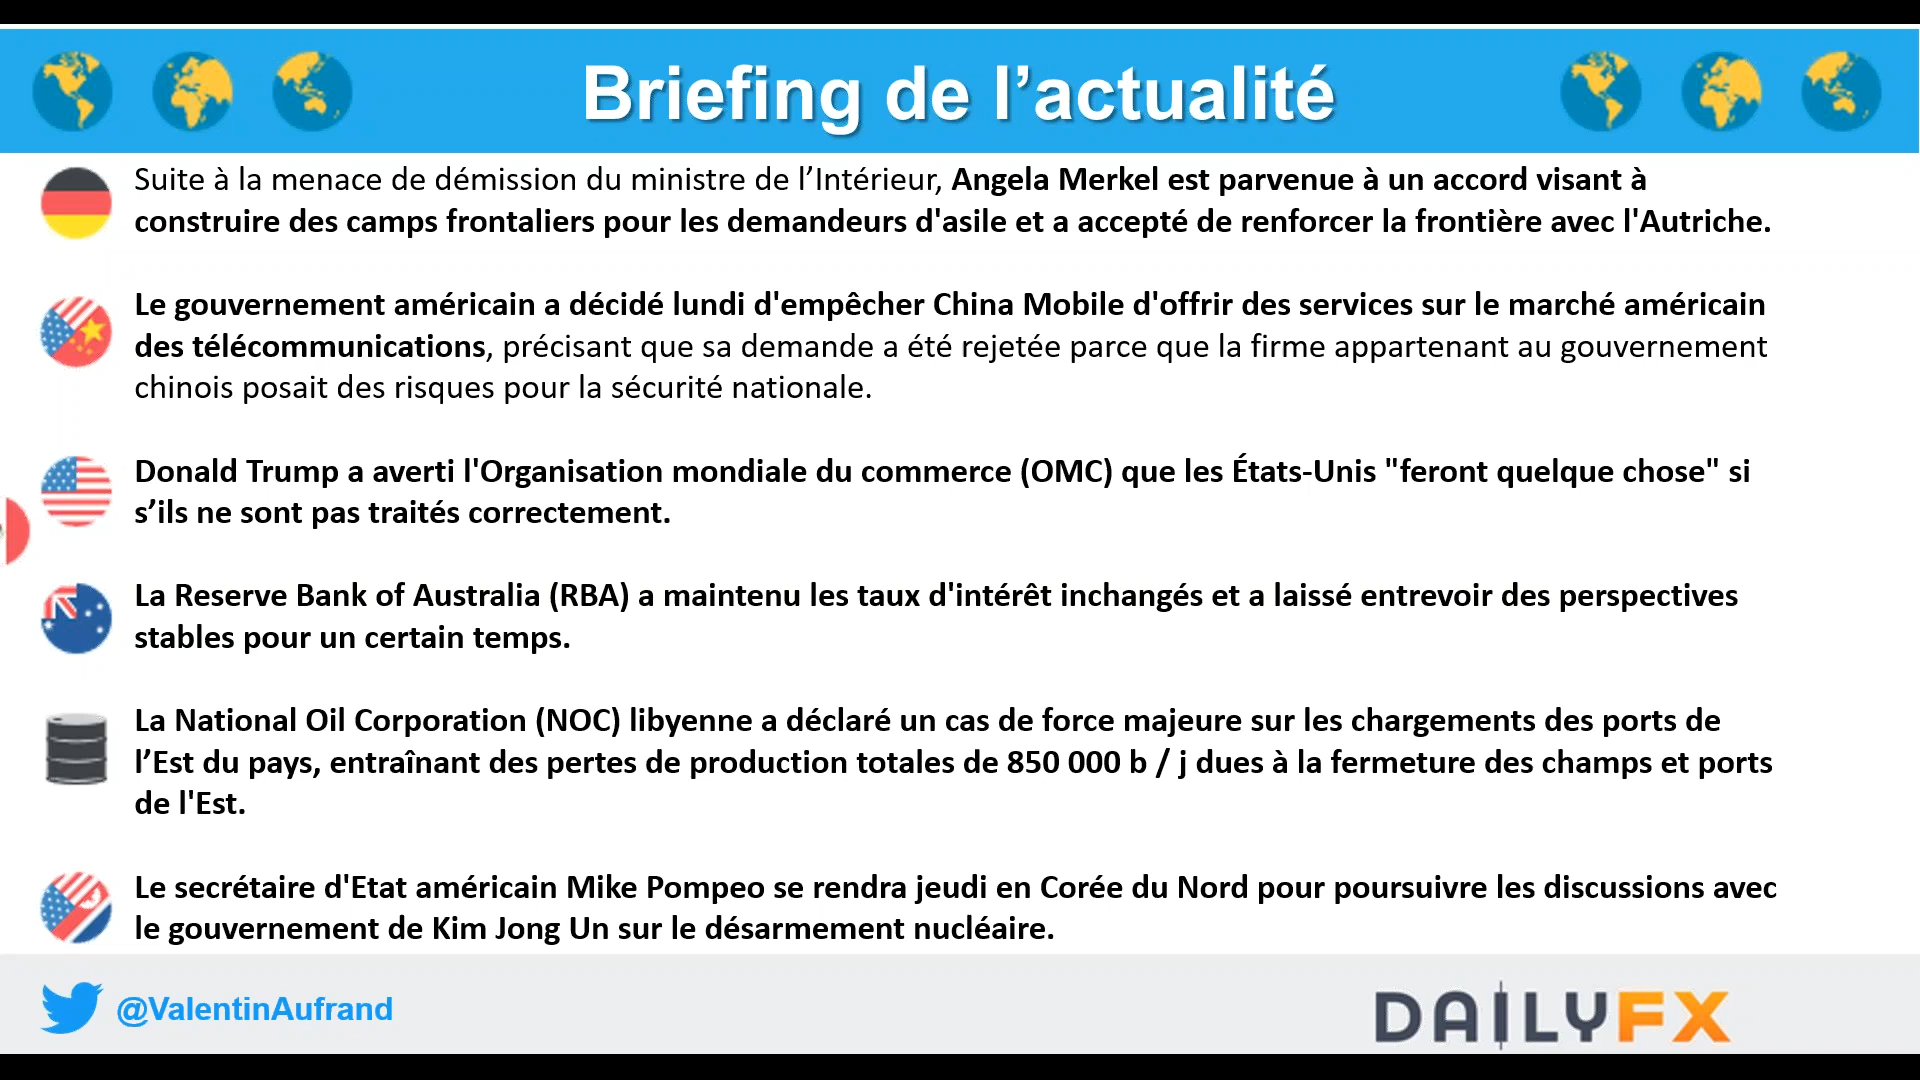 Briefing de l’actualité
Suite à la menace de démission du ministre de l’Intérieur, Angela Merkel est parvenue à un accord visant à
construire des camps frontaliers pour les demandeurs d'asile et a accepté de renforcer la frontière avec l'Autriche.
Le gouvernement américain a décidé lundi d'empêcher China Mobile d'offrir des services sur le marché américain
des télécommunications, précisant que sa demande a été rejetée parce que la firme appartenant au gouvernement
chinois posait des risques pour la sécurité nationale.
Donald Trump a averti l'Organisation mondiale du commerce (OMC) que les États-Unis "feront quelque chose" si
s’ils ne sont pas traités correctement.
La Reserve Bank of Australia (RBA) a maintenu les taux d'intérêt inchangés et a laissé entrevoir des perspectives
stables pour un certain temps.
La National Oil Corporation (NOC) libyenne a déclaré un cas de force majeure sur les chargements des ports de
l’Est du pays, entraînant des pertes de production totales de 850 000 b / j dues à la fermeture des champs et ports
de l'Est.
Le secrétaire d'Etat américain Mike Pompeo se rendra jeudi en Corée du Nord pour poursuivre les discussions avec
le gouvernement de Kim Jong Un sur le désarmement nucléaire.
@ValentinAufrand
DAILYFX